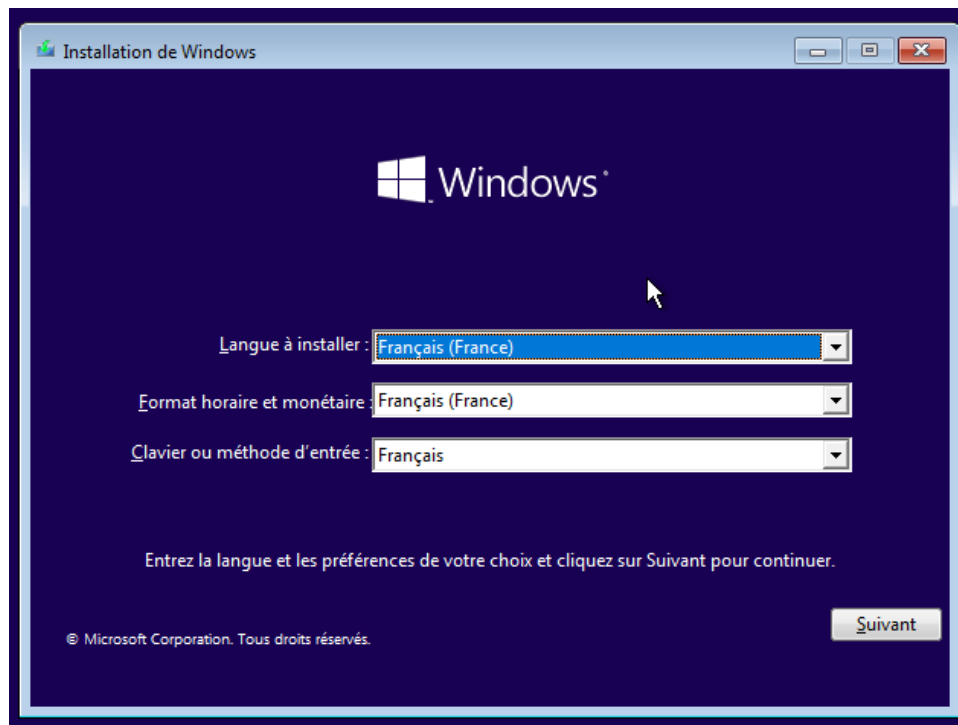 Installation de Windows
Windows
Langue à installer : Français (France)
Format horaire et monétaire : Français (France)
Clavier ou méthode d'entrée : Français
Entrez la langue et les préférences de votre choix et cliquez sur Suivant pour continuer.
Suivant
© Microsoft Corporation. Tous droits réservés.